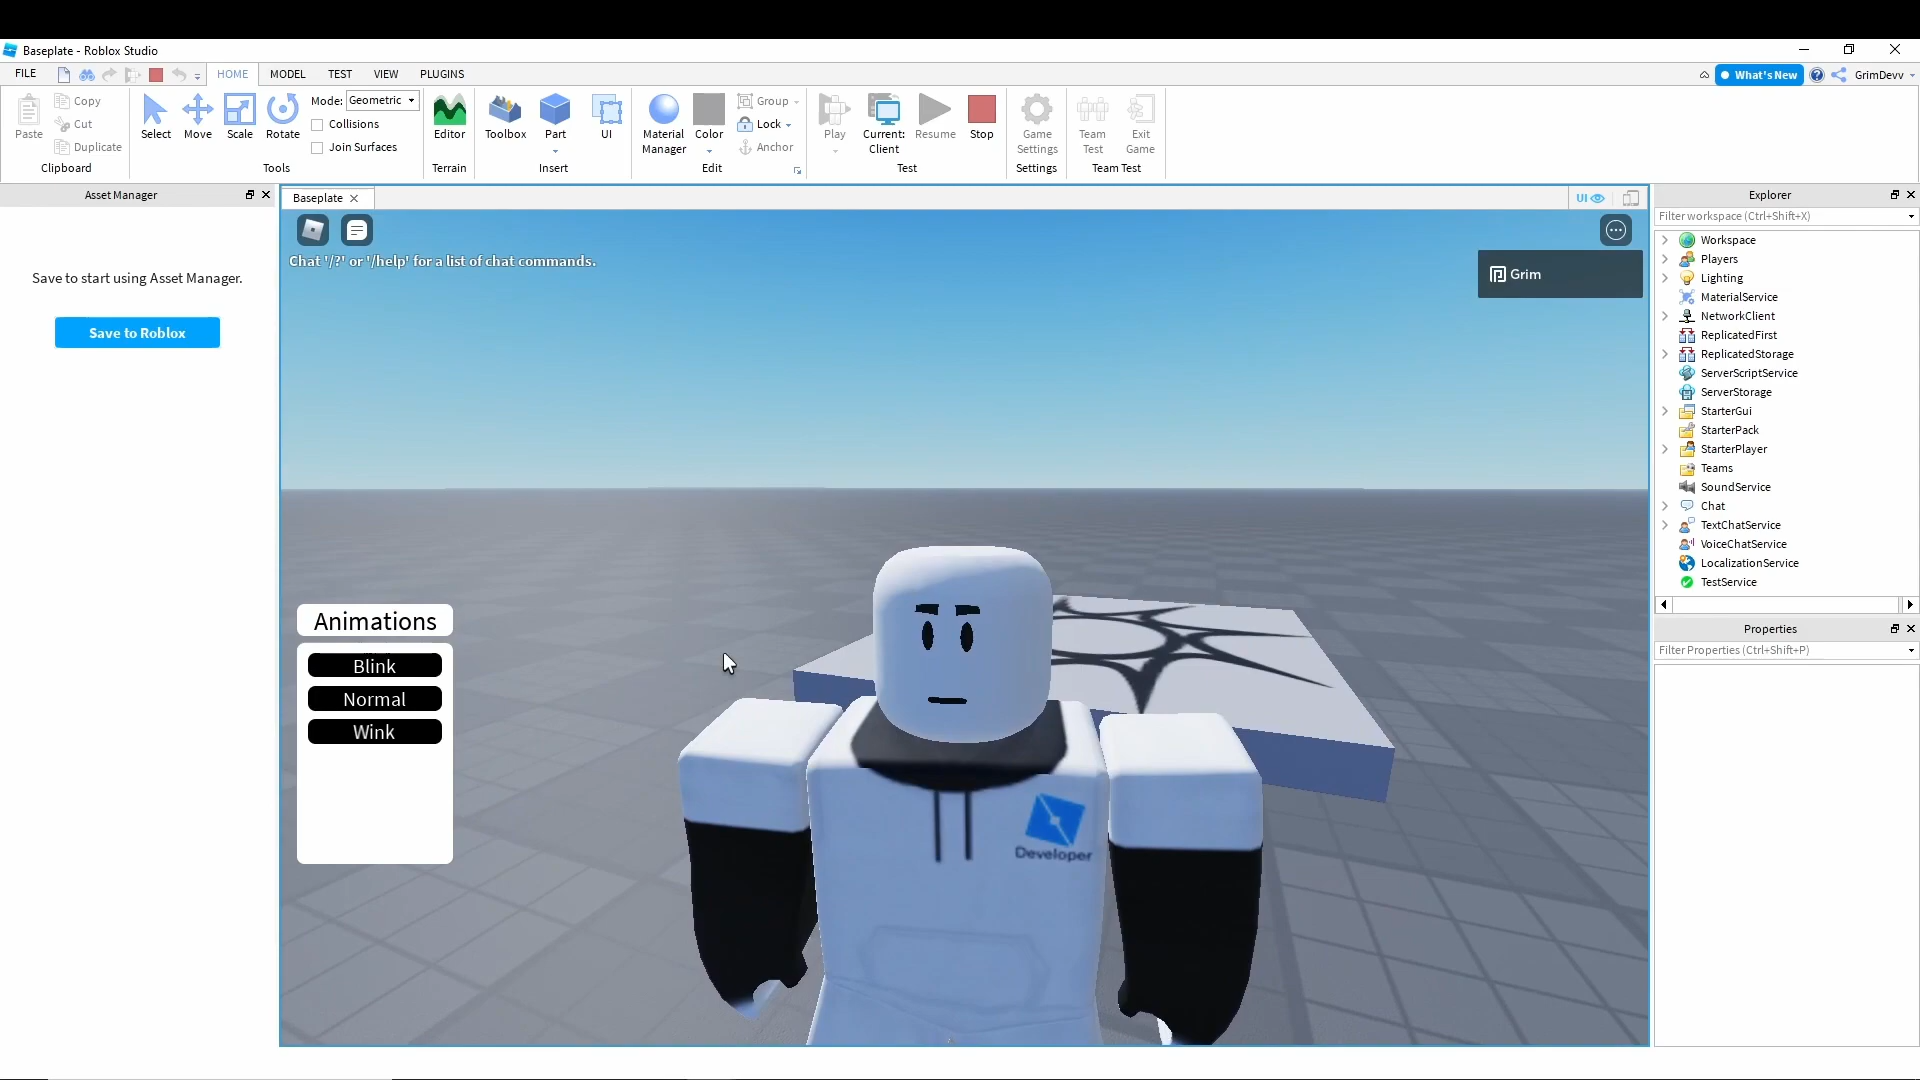 Baseplate - Roblox Studio
FILE HOME MODEL TEST VIEW PLUGINS What's New GrimDevv
Paste Copy Cut Duplicate Clipboard
Select Move Scale Rotate Mode: Geometric Collisions Join Surfaces Tools
Editor Terrain
Toolbox Part UI Insert
Material Manager Color Group Lock Anchor Edit
Play Current: Client Resume Stop Test
Game Settings Settings
Team Test Exit Game Team Test
Asset Manager
Save to start using Asset Manager.
Save to Roblox
Baseplate
UI
Chat '/?' or '/help' for a list of chat commands.
Grim
Animations
Blink
Normal
Wink
Developer
Explorer
Filter workspace (Ctrl+Shift+X)
Workspace
Players
Lighting
MaterialService
NetworkClient
ReplicatedFirst
ReplicatedStorage
ServerScriptService
ServerStorage
StarterGui
StarterPack
StarterPlayer
Teams
SoundService
Chat
TextChatService
VoiceChatService
LocalizationService
TestService
Properties
Filter Properties (Ctrl+Shift+P)